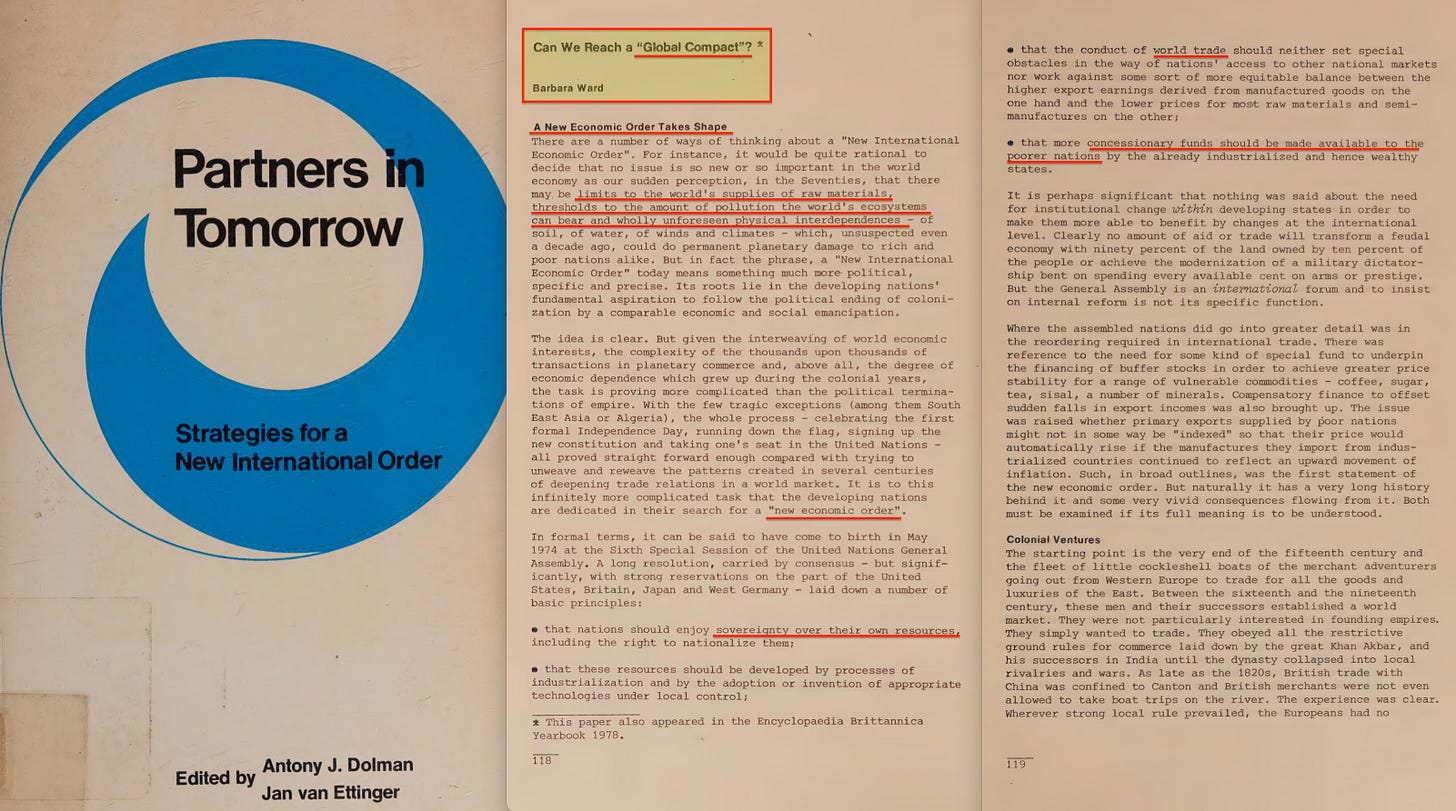 Partners in
Tomorrow
Strategies for a
New International Order
Edited by Antony J. Dolman
Jan van Ettinger
Can We Reach a “Global Compact”? *
Barbara Ward
A New Economic Order Takes Shape
There are a number of ways of thinking about a "New International
Economic Order". For instance, it would be quite rational to
decide that no issue is so new or so important in the world
economy as our sudden perception, in the Seventies, that there
may be limits to the world's supplies of raw materials,
thresholds to the amount of pollution the world's ecosystems
can bear and wholly unforeseen physical interdependences - of
soil, of water, of winds and climates - which, unsuspected even
a decade ago, could do permanent planetary damage to rich and
poor nations alike. But in fact the phrase, a "New International
Economic Order" today means something much more political,
specific and precise. Its roots lie in the developing nations'
fundamental aspiration to follow the political ending of coloni-
zation by a comparable economic and social emancipation.
The idea is clear. But given the interweaving of world economic
interests, the complexity of the thousands upon thousands of
transactions in planetary commerce and, above all, the degree of
economic dependence which grew up during the colonial years,
the task is proving more complicated than the political termina-
tions of empire. With the few tragic exceptions (among them South
East Asia or Algeria), the whole process - celebrating the first
formal Independence Day, running down the flag, signing up the
new constitution and taking one's seat in the United Nations -
all proved straight forward enough compared with trying to
unweave and reweave the patterns created in several centuries
of deepening trade relations in a world market. It is to this
infinitely more complicated task that the developing nations
are dedicated in their search for a "new economic order".
In formal terms, it can be said to have come to birth in May
1974 at the Sixth Special Session of the United Nations General
Assembly. A long resolution, carried by consensus - but signif-
icantly, with strong reservations on the part of the United
States, Britain, Japan and West Germany - laid down a number of
basic principles:
● that nations should enjoy sovereignty over their own resources,
including the right to nationalize them;
● that these resources should be developed by processes of
industrialization and by the adoption or invention of appropriate
technologies under local control;
* This paper also appeared in the Encyclopaedia Brittannica
Yearbook 1978.
118
● that the conduct of world trade should neither set special
obstacles in the way of nations' access to other national markets
nor work against some sort of more equitable balance between the
higher export earnings derived from manufactured goods on the
one hand and the lower prices for most raw materials and semi-
manufactures on the other;
● that more concessionary funds should be made available to the
poorer nations by the already industrialized and hence wealthy
states.
It is perhaps significant that nothing was said about the need
for institutional change within developing states in order to
make them more able to benefit by changes at the international
level. Clearly no amount of aid or trade will transform a feudal
economy with ninety percent of the land owned by ten percent of
the people or achieve the modernization of a military dictator-
ship bent on spending every available cent on arms or prestige.
But the General Assembly is an international forum and to insist
on internal reform is not its specific function.
Where the assembled nations did go into greater detail was in
the reordering required in international trade. There was
reference to the need for some kind of special fund to underpin
the financing of buffer stocks in order to achieve greater price
stability for a range of vulnerable commodities - coffee, sugar,
tea, sisal, a number of minerals. Compensatory finance to offset
sudden falls in export incomes was also brought up. The issue
was raised whether primary exports supplied by poor nations
might not in some way be "indexed" so that their price would
automatically rise if the manufactures they import from indus-
trialized countries continued to reflect an upward movement of
inflation. Such, in broad outlines, was the first statement of
the new economic order. But naturally it has a very long history
behind it and some very vivid consequences flowing from it. Both
must be examined if its full meaning is to be understood.
Colonial Ventures
The starting point is the very end of the fifteenth century and
the fleet of little cockleshell boats of the merchant adventurers
going out from Western Europe to trade for all the goods and
luxuries of the East. Between the sixteenth and the nineteenth
century, these men and their successors established a world
market. They were not particularly interested in founding empires.
They simply wanted to trade. They obeyed all the restrictive
ground rules for commerce laid down by the great Khan Akbar, and
his successors in India until the dynasty collapsed into local
rivalries and wars. As late as the 1820s, British trade with
China was confined to Canton and British merchants were not even
allowed to take boat trips on the river. The experience was clear.
Wherever strong local rule prevailed, the Europeans had no
119